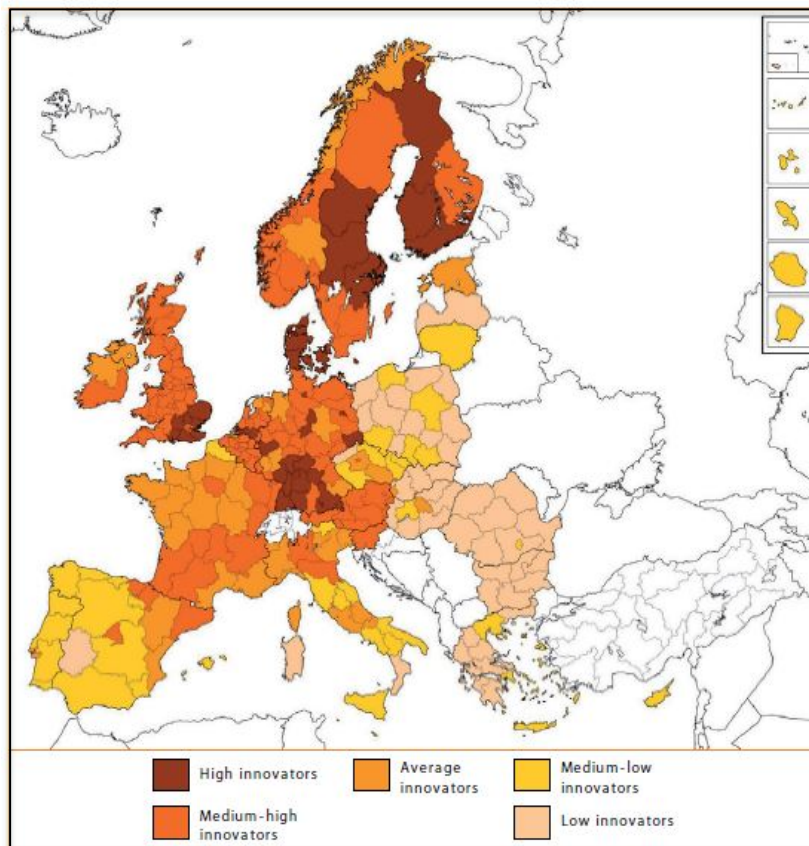 High innovators
Average
innovators
Medium-low
innovators
Medium-high
innovators
Low innovators